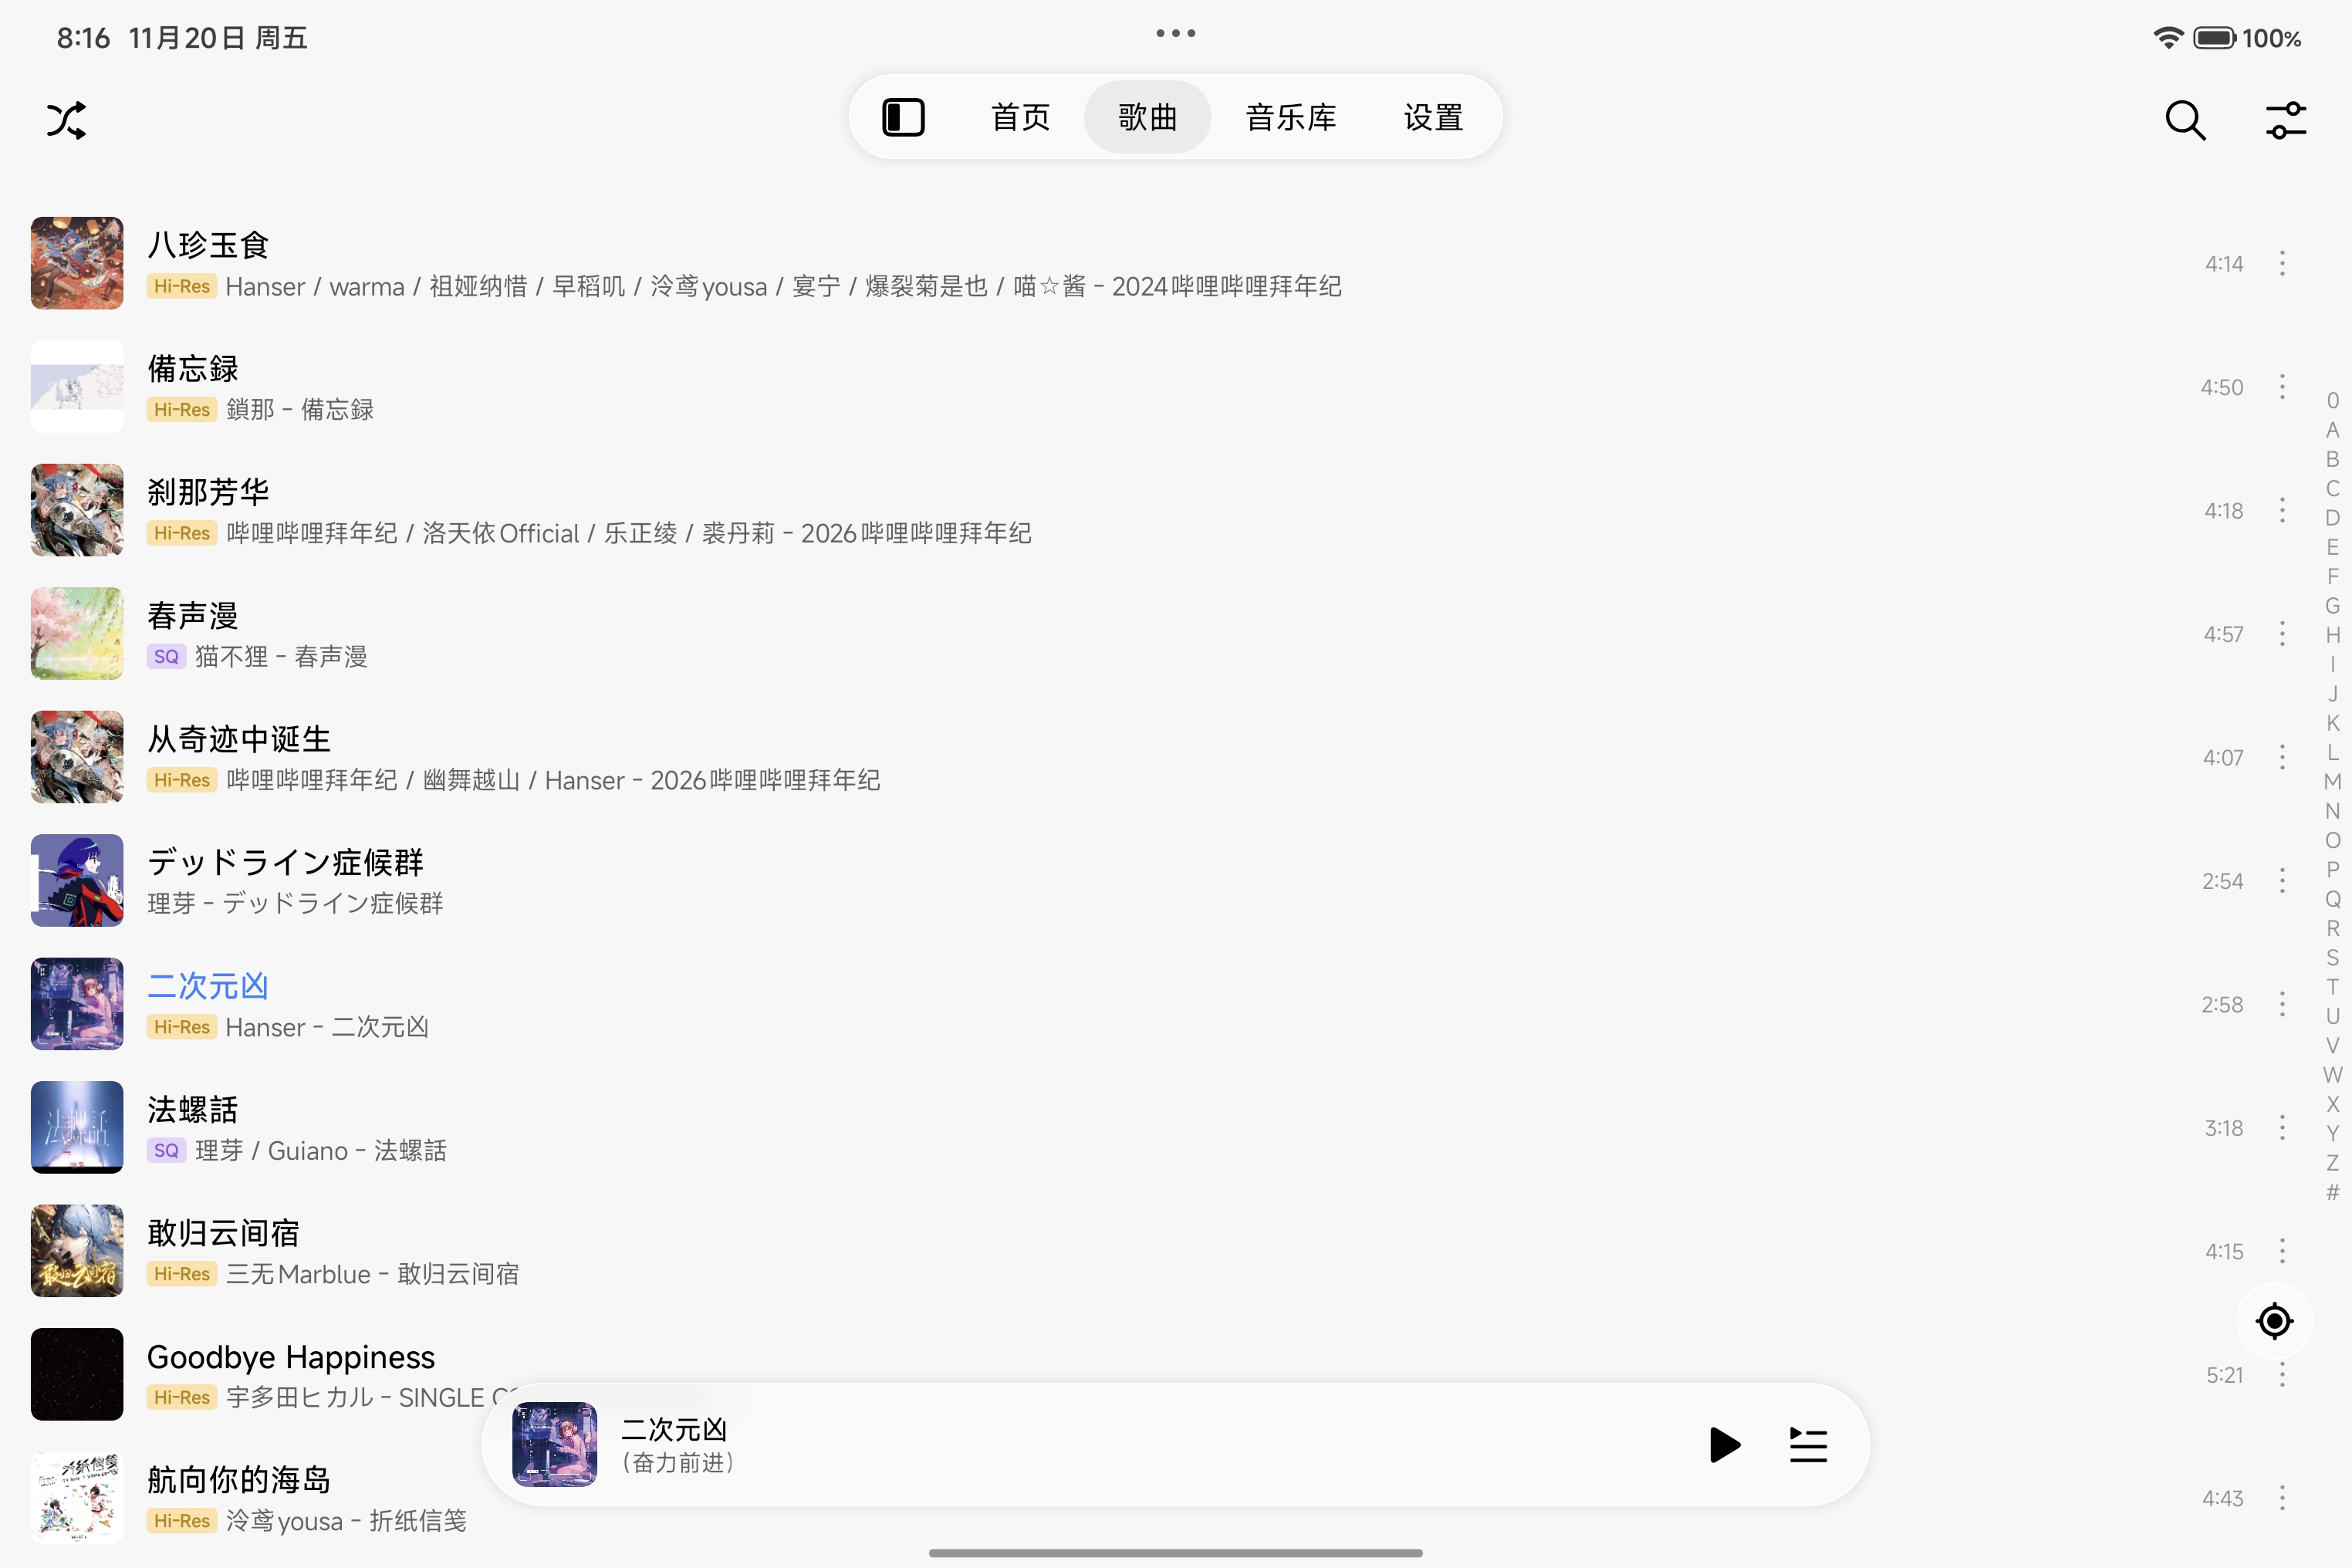 8:16 11月20日 周五
100%
首页 歌曲 音乐库 设置
八珍玉食
Hi-Res Hanser / warma / 祖娅纳惜 / 早稻叽 / 泠鸢yousa / 宴宁 / 爆裂菊是也 / 喵☆酱 - 2024哔哩哔哩拜年纪
4:14
備忘録
Hi-Res 鎖那 - 備忘録
4:50
刹那芳华
Hi-Res 哔哩哔哩拜年纪 / 洛天依Official / 乐正绫 / 裘丹莉 - 2026哔哩哔哩拜年纪
4:18
春声漫
SQ 猫不狸 - 春声漫
4:57
从奇迹中诞生
Hi-Res 哔哩哔哩拜年纪 / 幽舞越山 / Hanser - 2026哔哩哔哩拜年纪
4:07
デッドライン症候群
理芽 - デッドライン症候群
2:54
二次元凶
Hi-Res Hanser - 二次元凶
2:58
法螺話
SQ 理芽 / Guiano - 法螺話
3:18
敢归云间宿
Hi-Res 三无Marblue - 敢归云间宿
4:15
Goodbye Happiness
Hi-Res 宇多田ヒカル - SINGLE
5:21
航向你的海岛
Hi-Res 泠鸢yousa - 折纸信笺
4:43
二次元凶
（奋力前进）
0
A
B
C
D
E
F
G
H
I
J
K
L
M
N
O
P
Q
R
S
T
U
V
W
X
Y
Z
#